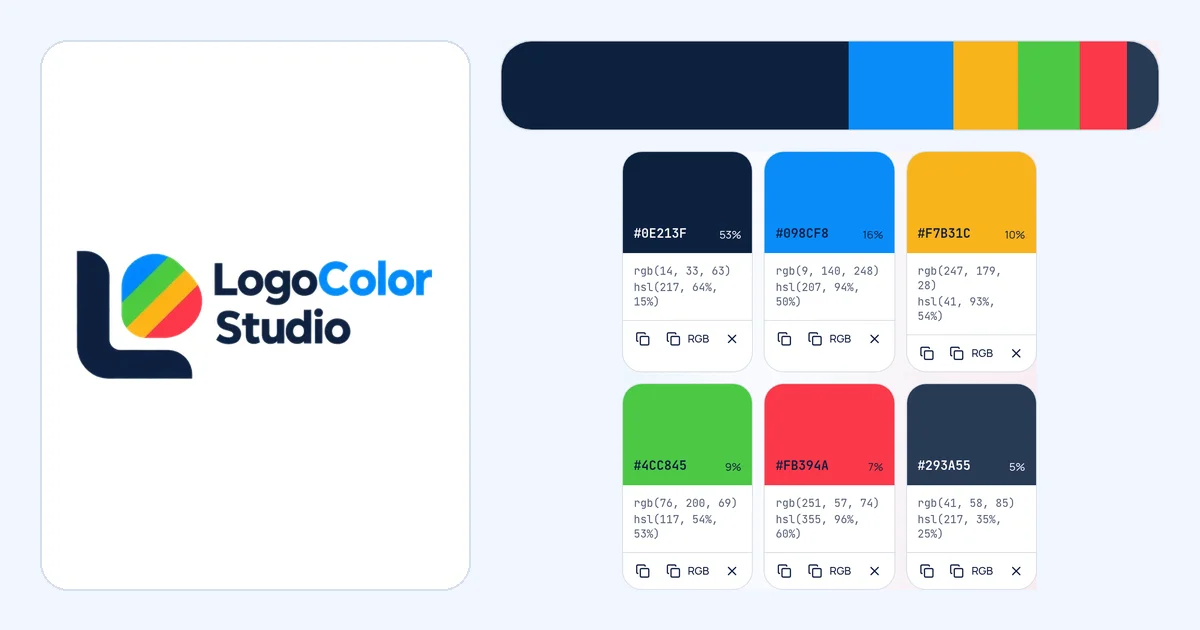 LogoColor
Studio
#0E213F 53%
rgb(14, 33, 63)
hsl(217, 64%,
15%)
RGB
#098CF8 16%
rgb(9, 140, 248)
hsl(207, 94%,
50%)
RGB
#F7B31C 10%
rgb(247, 179,
28)
hsl(41, 93%,
54%)
RGB
#4CC845 9%
rgb(76, 200, 69)
hsl(117, 54%,
53%)
RGB
#FB394A 7%
rgb(251, 57, 74)
hsl(355, 96%,
60%)
RGB
#293A55 5%
rgb(41, 58, 85)
hsl(217, 35%,
25%)
RGB